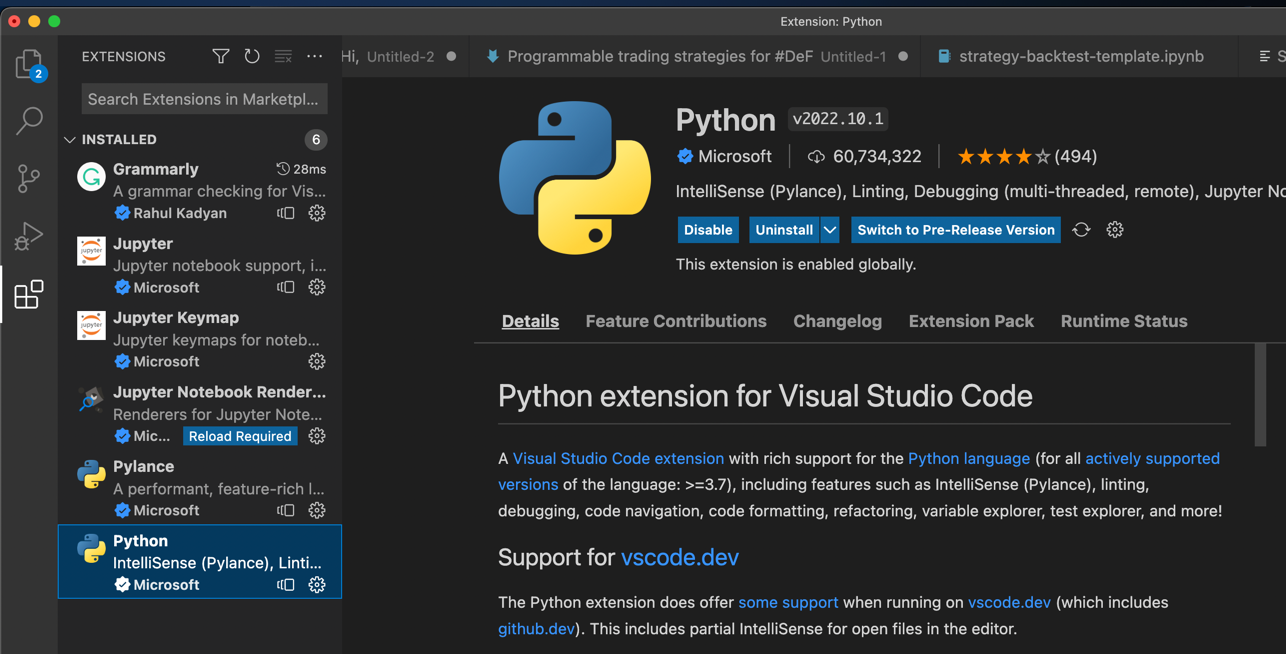 Extension: Python
EXTENSIONS
Hi, Untitled-2
Programmable trading strategies for #DeF Untitled-1
strategy-backtest-template.ipynb
S
2
Search Extensions in Marketpl...
INSTALLED
6
Grammarly
28ms
A grammar checking for Vis...
Rahul Kadyan
Jupyter
Jupyter notebook support, i...
Microsoft
Jupyter Keymap
Jupyter keymaps for noteb...
Microsoft
Jupyter Notebook Render...
Renderers for Jupyter Note...
Mic... Reload Required
Pylance
A performant, feature-rich l...
Microsoft
Python
IntelliSense (Pylance), Linti...
Microsoft
jupyter
jupyter
Python v2022.10.1
Microsoft 60,734,322 (494)
IntelliSense (Pylance), Linting, Debugging (multi-threaded, remote), Jupyter No
Disable Uninstall Switch to Pre-Release Version
This extension is enabled globally.
Details Feature Contributions Changelog Extension Pack Runtime Status
Python extension for Visual Studio Code
A Visual Studio Code extension with rich support for the Python language (for all actively supported
versions of the language: >=3.7), including features such as IntelliSense (Pylance), linting,
debugging, code navigation, code formatting, refactoring, variable explorer, test explorer, and more!
Support for vscode.dev
The Python extension does offer some support when running on vscode.dev (which includes
github.dev). This includes partial IntelliSense for open files in the editor.